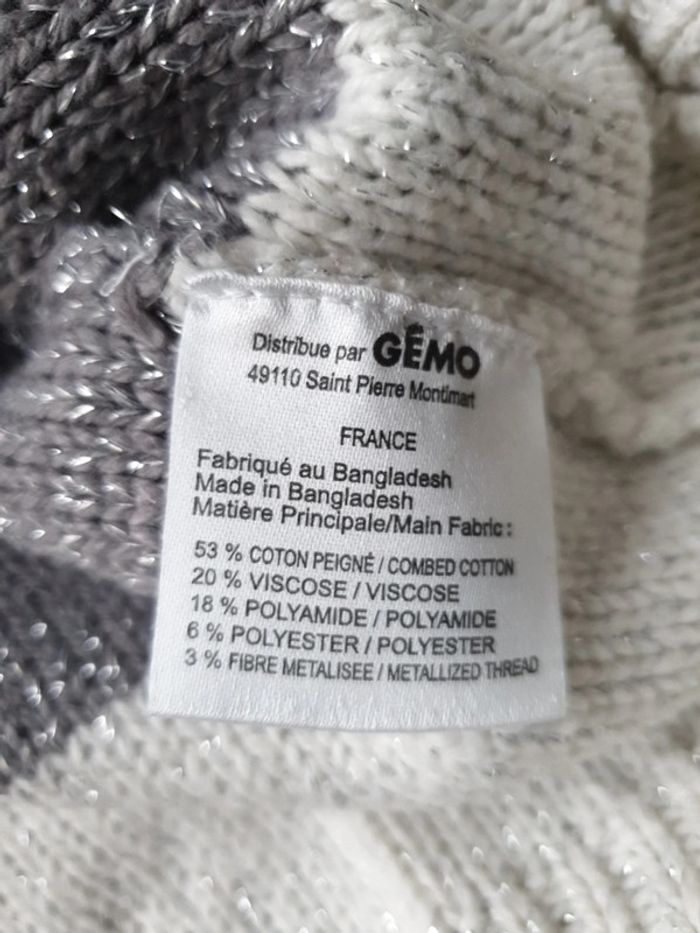 Distribue par GÉMO
49110 Saint Pierre Montimart
FRANCE
Fabriqué au Bangladesh
Made in Bangladesh
Matière Principale/Main Fabric :
53 % COTON PEIGNÉ / COMBED COTTON
20 % VISCOSE / VISCOSE
18 % POLYAMIDE / POLYAMIDE
6 % POLYESTER / POLYESTER
3 % FIBRE METALISEE / METALLIZED THREAD